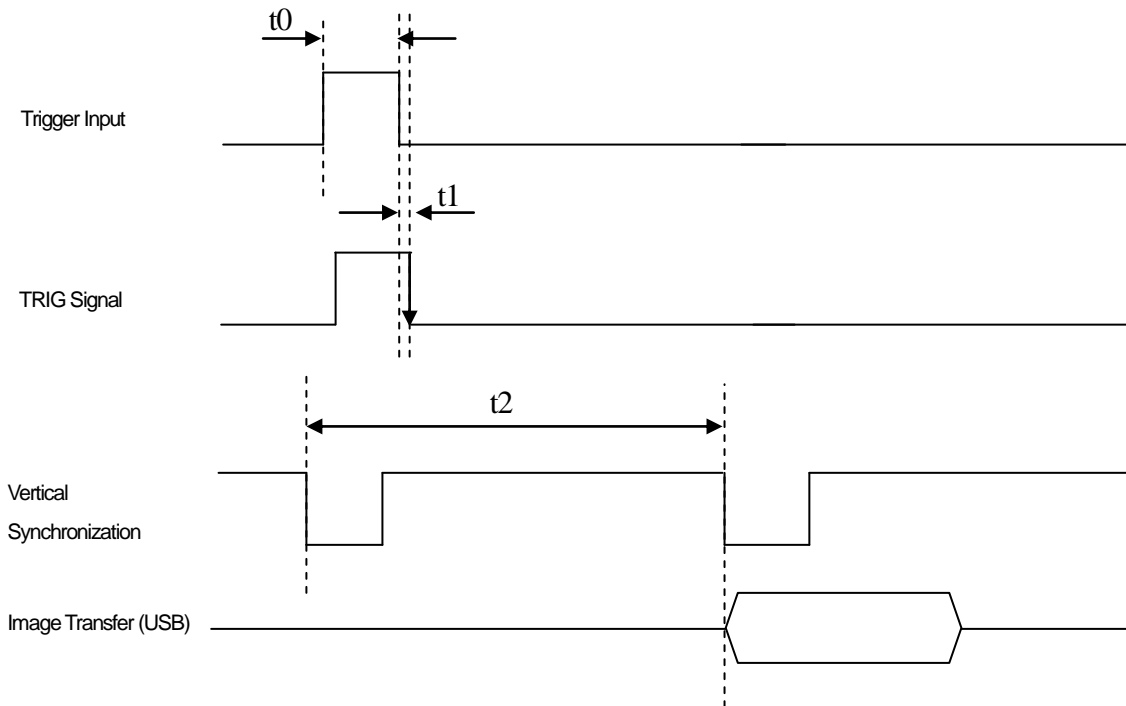 t0
Trigger Input
t1
TRIG Signal
t2
Vertical
Synchronization
Image Transfer (USB)